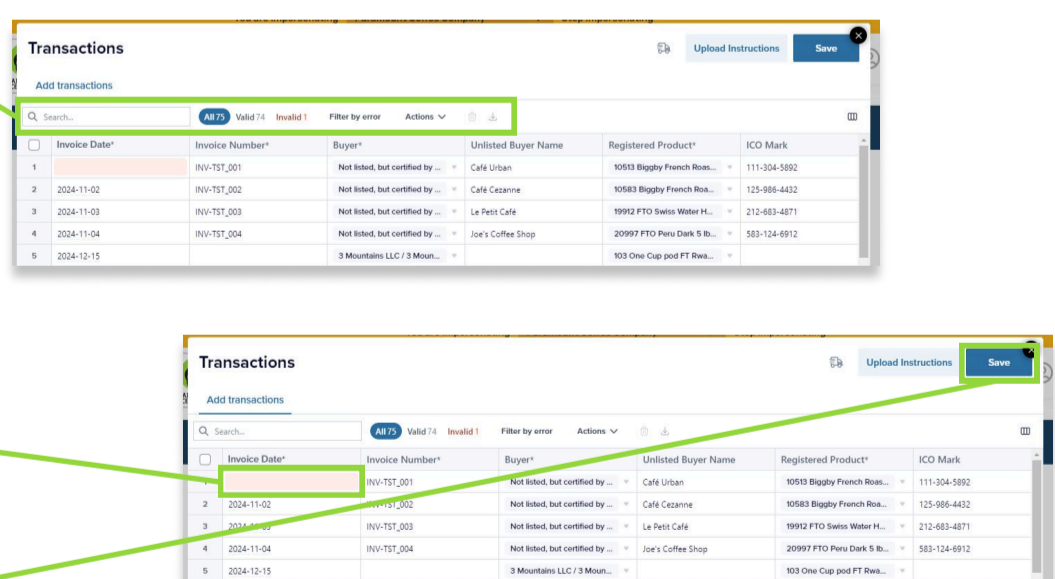 Transactions Upload Instructions Save
Add transactions
Search... All 75 Valid 74 Invalid 1 Filter by error Actions
Invoice Date* Invoice Number* Buyer* Unlisted Buyer Name Registered Product* ICO Mark
1 INV-TST_001 Not listed, but certified by ... Café Urban 10513 Biggby French Roas... 111-304-5892
2 2024-11-02 INV-TST_002 Not listed, but certified by ... Café Cezanne 10583 Biggby French Roa... 125-986-4432
3 2024-11-03 INV-TST_003 Not listed, but certified by ... Le Petit Café 19912 FTO Swiss Water H... 212-683-4871
4 2024-11-04 INV-TST_004 Not listed, but certified by ... Joe's Coffee Shop 20997 FTO Peru Dark 5 lb... 583-124-6912
5 2024-12-15 3 Mountains LLC / 3 Moun... 103 One Cup pod FT Rwa...
Transactions Upload Instructions Save
Add transactions
Search... All 75 Valid 74 Invalid 1 Filter by error Actions
Invoice Date* Invoice Number* Buyer* Unlisted Buyer Name Registered Product* ICO Mark
INV-TST_001 Not listed, but certified by ... Café Urban 10513 Biggby French Roas... 111-304-5892
2 2024-11-02 INV-TST_002 Not listed, but certified by ... Café Cezanne 10583 Biggby French Roa... 125-986-4432
3 2024-11-03 INV-TST_003 Not listed, but certified by ... Le Petit Café 19912 FTO Swiss Water H... 212-683-4871
4 2024-11-04 INV-TST_004 Not listed, but certified by ... Joe's Coffee Shop 20997 FTO Peru Dark 5 lb... 583-124-6912
5 2024-12-15 3 Mountains LLC / 3 Moun... 103 One Cup pod FT Rwa...